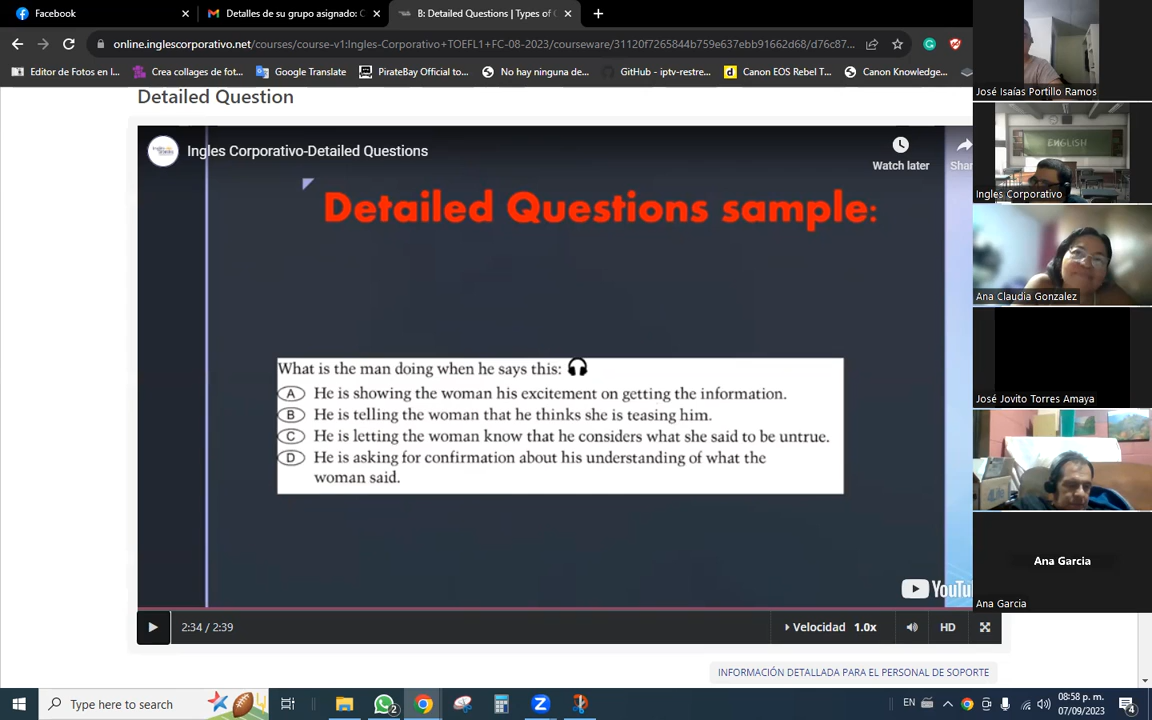 Facebook
Detalles de su grupo asignado: C
B: Detailed Questions | Types of
online.inglescorporativo.net/courses/course-v1:Ingles-Corporativo+TOEFL1+FC-08-2023/courseware/31120f7265844b759e637ebb91662d68/d76c87...
Editor de Fotos en l...
Crea collages de fot...
Google Translate
PirateBay Official to...
No hay ninguna de...
GitHub - iptv-restre...
Canon EOS Rebel T...
Canon Knowledge...
Detailed Question
Ingles Corporativo-Detailed Questions
Watch later
Shar
Detailed Questions sample:
What is the man doing when he says this:
A He is showing the woman his excitement on getting the information.
B He is telling the woman that he thinks she is teasing him.
C He is letting the woman know that he considers what she said to be untrue.
D He is asking for confirmation about his understanding of what the
woman said.
YouTu
2:34 / 2:39
Velocidad 1.0x
HD
INFORMACIÓN DETALLADA PARA EL PERSONAL DE SOPORTE
José Isaías Portillo Ramos
ENGLISH
Ingles Corporativo
Ana Claudia Gonzalez
José Jovito Torres Amaya
Ana Garcia
Ana Garcia
Type here to search
2
EN
08:58 p. m.
07/09/2023
4